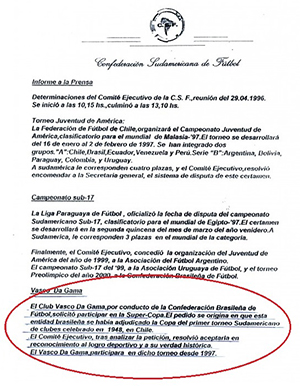 Confederación Sudamericana de Fútbol
Informe a la Prensa
Determinaciones del Comité Ejecutivo de la C.S.F.,reunión del 29.04.1996.
Se inició a las 10,15 hs.,culminó a las 13,10 hs.
Torneo Juventud de América:
La Federación de Fútbol de Chile,organizará el Campeonato Juventud de
América,clasificatorio para el mundial de Malasia-'97.El torneo se desarrollará
del 16 de enero al 2 de febrero de 1997. Se han integrado dos
grupos."A":Chile,Brasil,Ecuador,Venezuela y Perú.Serie "B":Argentina, Bolivia,
Paraguay, Colombia, y Uruguay.
A sudamérica le corresponden cuatro plazas, y el Comité Ejecutivo,resolvió
encomendar a la Secretaría general, el sistema de disputa de este certamen.
Campeonato sub-17
La Liga Paraguaya de Fútbol , oficializó la fecha de disputa del campeonato
Sudamericano Sub-17, clasificatorio para el mundial de Egipto-'97.El certamen
se desarrollará en la segunda quincena del mes de marzo del año venidero.A
Sudamérica, le corresponden 3 plazas en el mundial de la categoría.
Finalmente, el Comité Ejecutivo, concedió la organización del Juventud de
América del año de 1999, a la Asociación del Fútbol Argentino.
El campeonato Sub-17 del '99, a la Asociación Uruguaya de Fútbol, y el torneo
Preolímpico del año 2000, a la Confederación Brasileña de Fútbol.
Vasco Da Gama
El Club Vasco Da Gama,por conducto de la Confederación Brasileña de
Fútbol,solicitó participar en la Super-Copa.El pedido se origina en que esta
entidad brasileña se había adjudicado la Copa del primer torneo Sudamericano
de clubes celebrado en 1948, en Chile.
El Comité Ejecutivo, tras analizar la petición, resolvió aceptarla en
reconocimiento al logro deportivo y a su verdad histórica.
El Vasco Da Gama,participara en dicho torneo desde 1997.